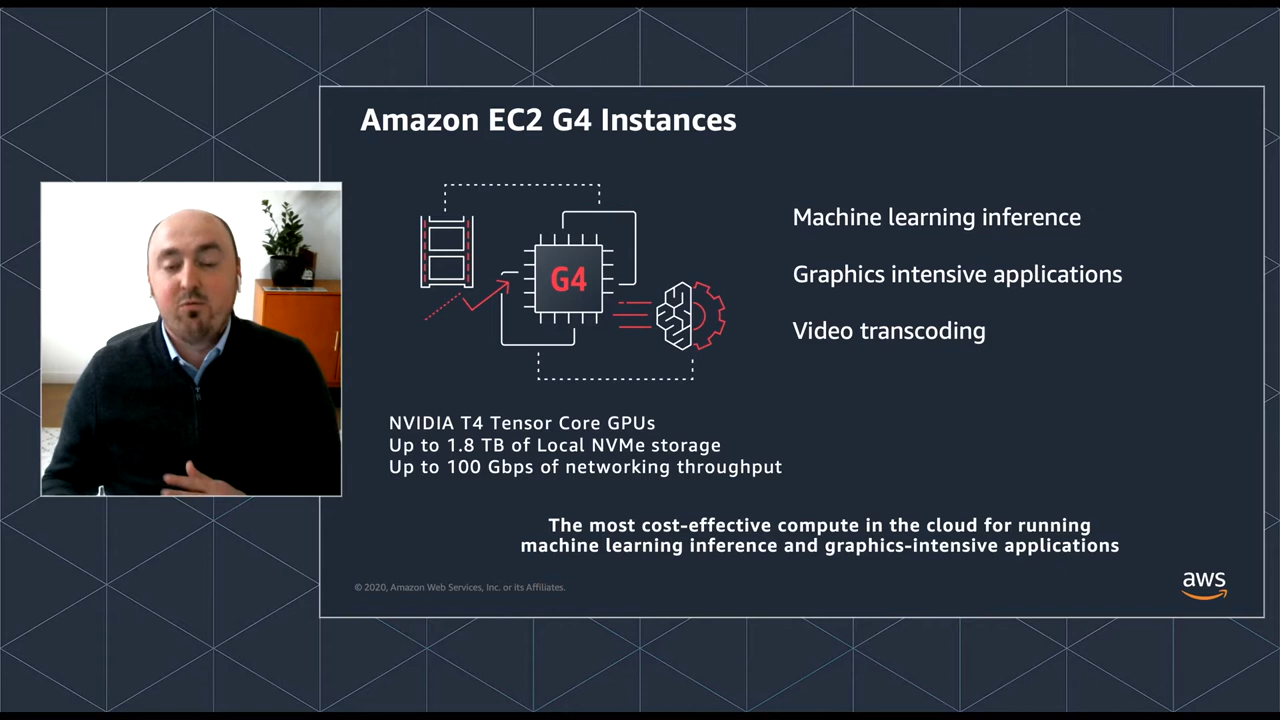 Amazon EC2 G4 Instances
G4
Machine learning inference
Graphics intensive applications
Video transcoding
NVIDIA T4 Tensor Core GPUs
Up to 1.8 TB of Local NVMe storage
Up to 100 Gbps of networking throughput
The most cost-effective compute in the cloud for running
machine learning inference and graphics-intensive applications
© 2020, Amazon Web Services, Inc. or its Affiliates.
aws